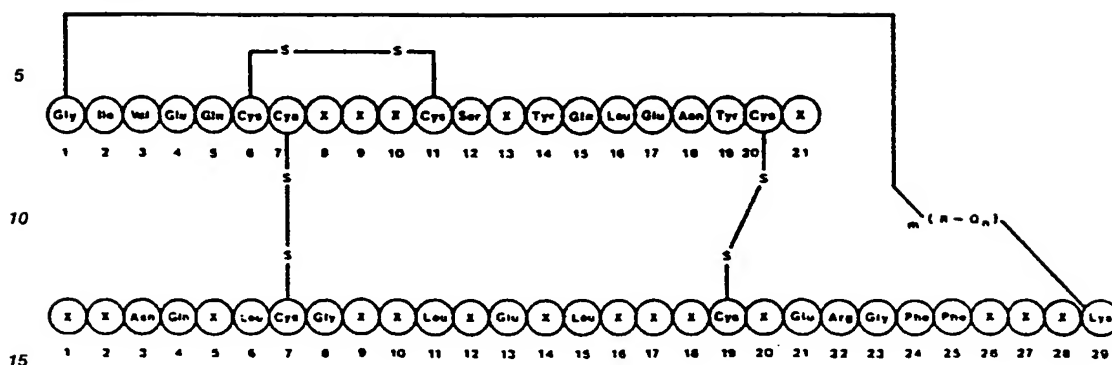 S S
5
Gly Ile Val Glu Gln Cys Cys X X X Cys Ser X Tyr Gln Leu Glu Asn Tyr Cys X
1 2 3 4 5 6 7 8 9 10 11 12 13 14 15 16 17 18 19 20 21
S S
10
m(R-Qn)
S S
X X Asn Gln X Leu Cys Gly X X Leu X Glu X Leu X X X Cys X Glu Arg Gly Phe Phe X X X Lys
1 2 3 4 5 6 7 8 9 10 11 12 13 14 15 16 17 18 19 20 21 22 23 24 25 26 27 28 29
15